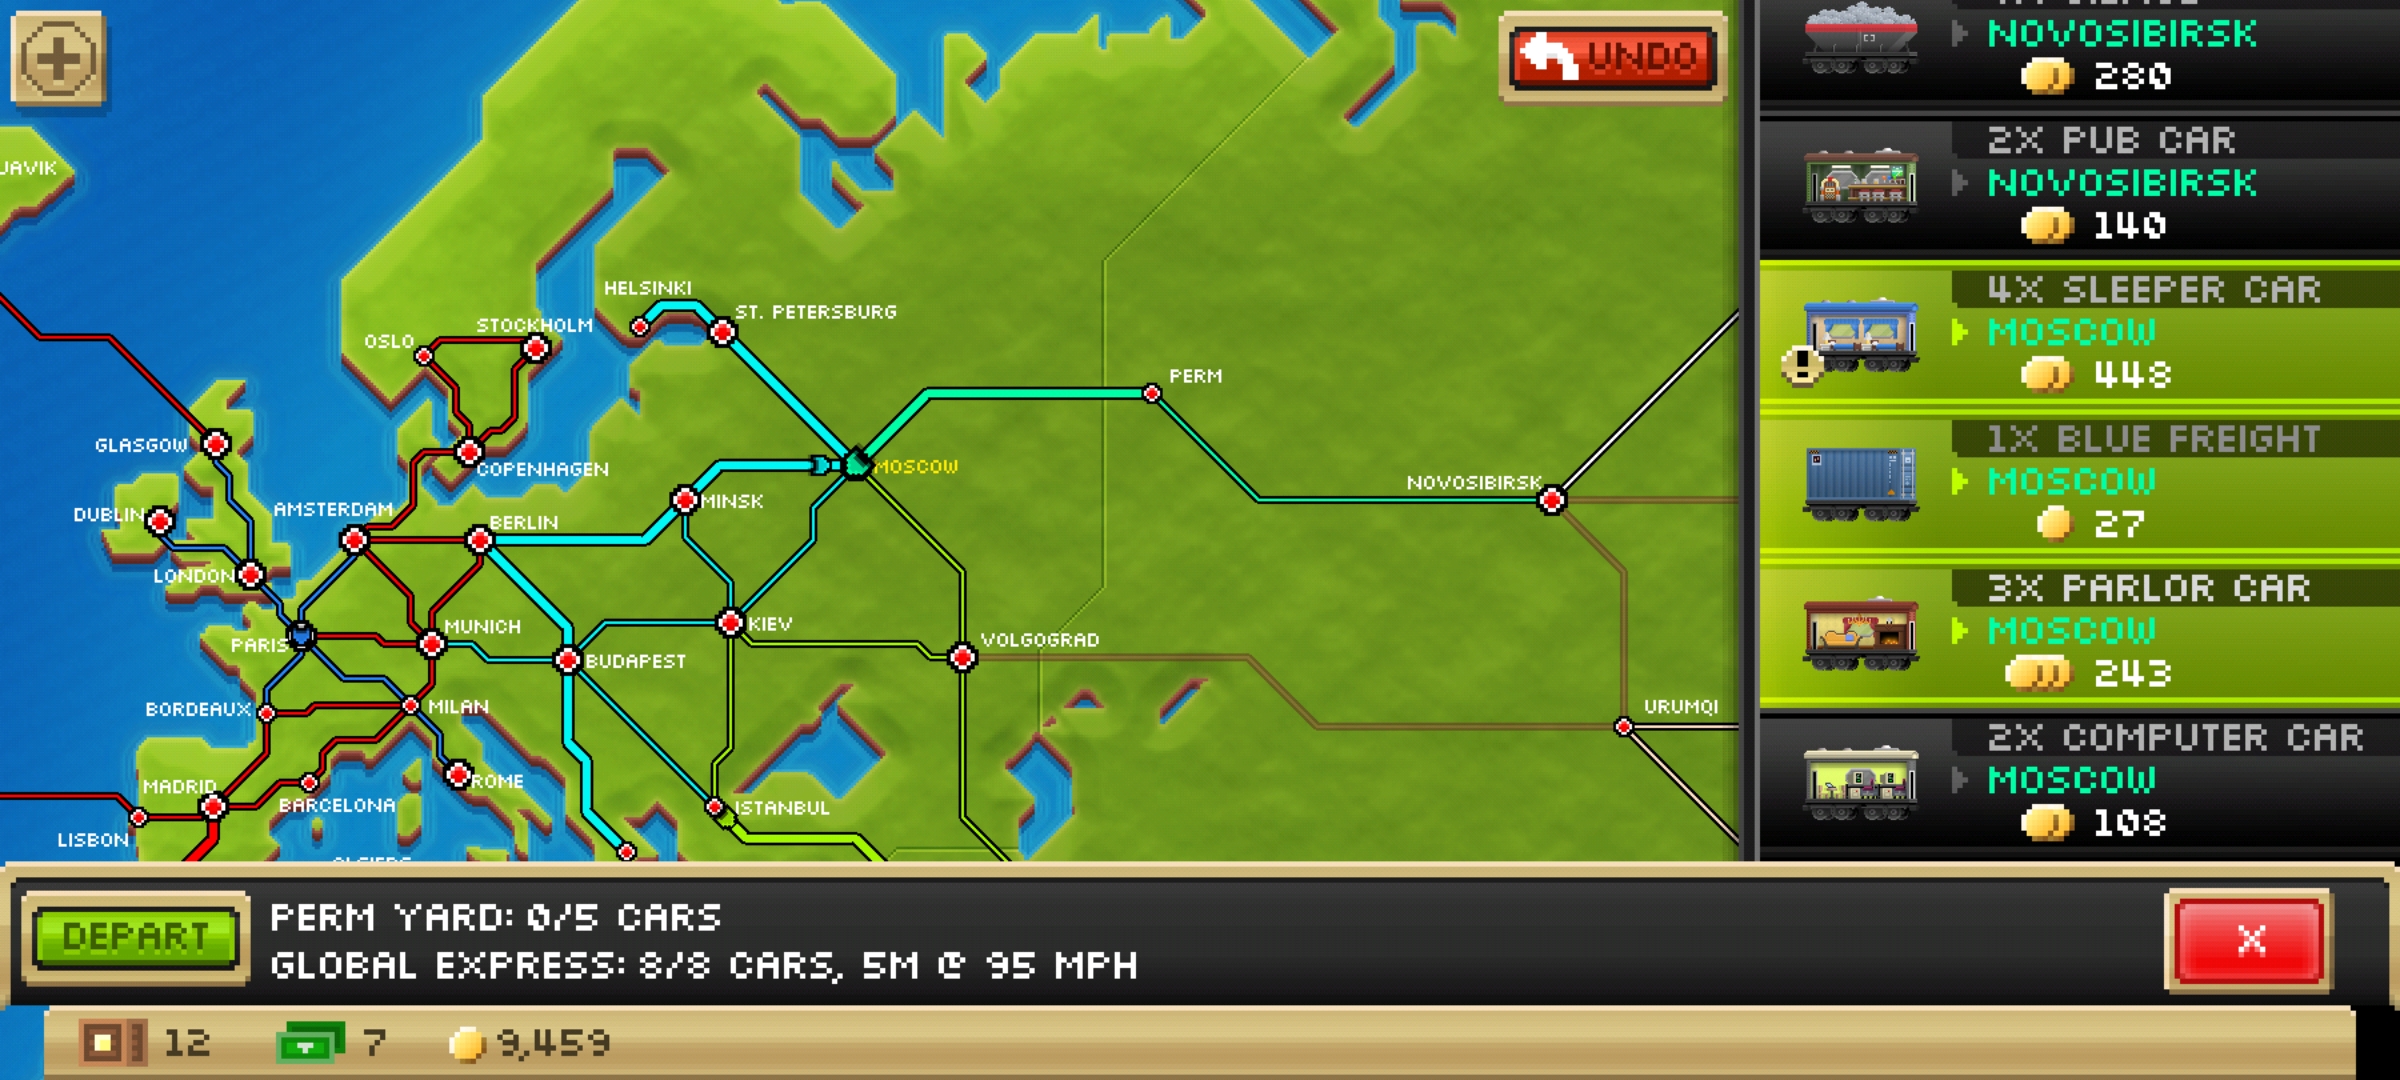 UNDO
NOVOSIBIRSK
280
2X PUB CAR
NOVOSIBIRSK
140
4X SLEEPER CAR
MOSCOW
448
1X BLUE FREIGHT
MOSCOW
27
3X PARLOR CAR
MOSCOW
243
2X COMPUTER CAR
MOSCOW
108
JAVIK
HELSINKI
ST. PETERSBURG
STOCKHOLM
OSLO
PERM
GLASGOW
COPENHAGEN
MOSCOW
NOVOSIBIRSK
MINSK
AMSTERDAM
DUBLIN
BERLIN
LONDON
KIEV
MUNICH
PARIS
VOLGOGRAD
BUDAPEST
BORDEAUX
MILAN
URUMQI
ROME
MADRID
BARCELONA
ISTANBUL
LISBON
DEPART
PERM YARD: 0/5 CARS
GLOBAL EXPRESS: 8/8 CARS, 5M @ 95 MPH
X
12
7
9,459